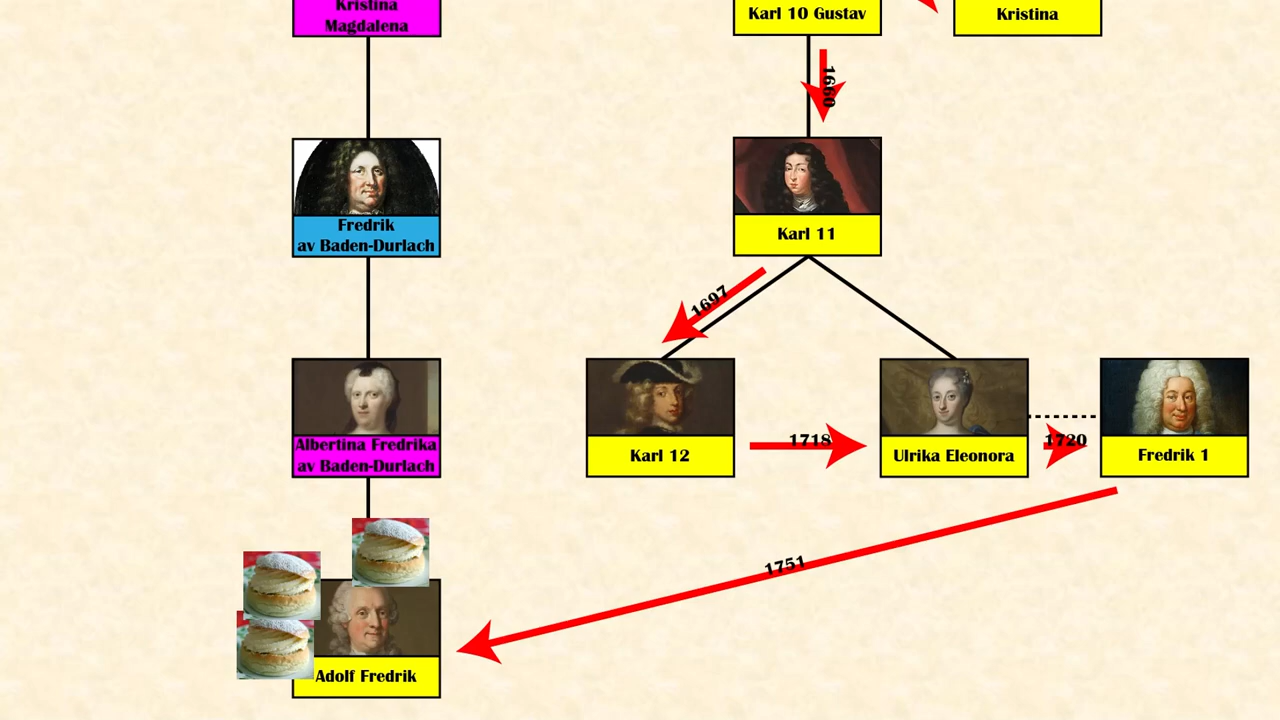 Kristina
Magdalena
Karl 10 Gustav
Kristina
1660
Fredrik
av Baden-Durlach
Karl 11
1697
Albertina Fredrika
av Baden-Durlach
Karl 12
1718
Ulrika Eleonora
1720
Fredrik 1
1751
Adolf Fredrik